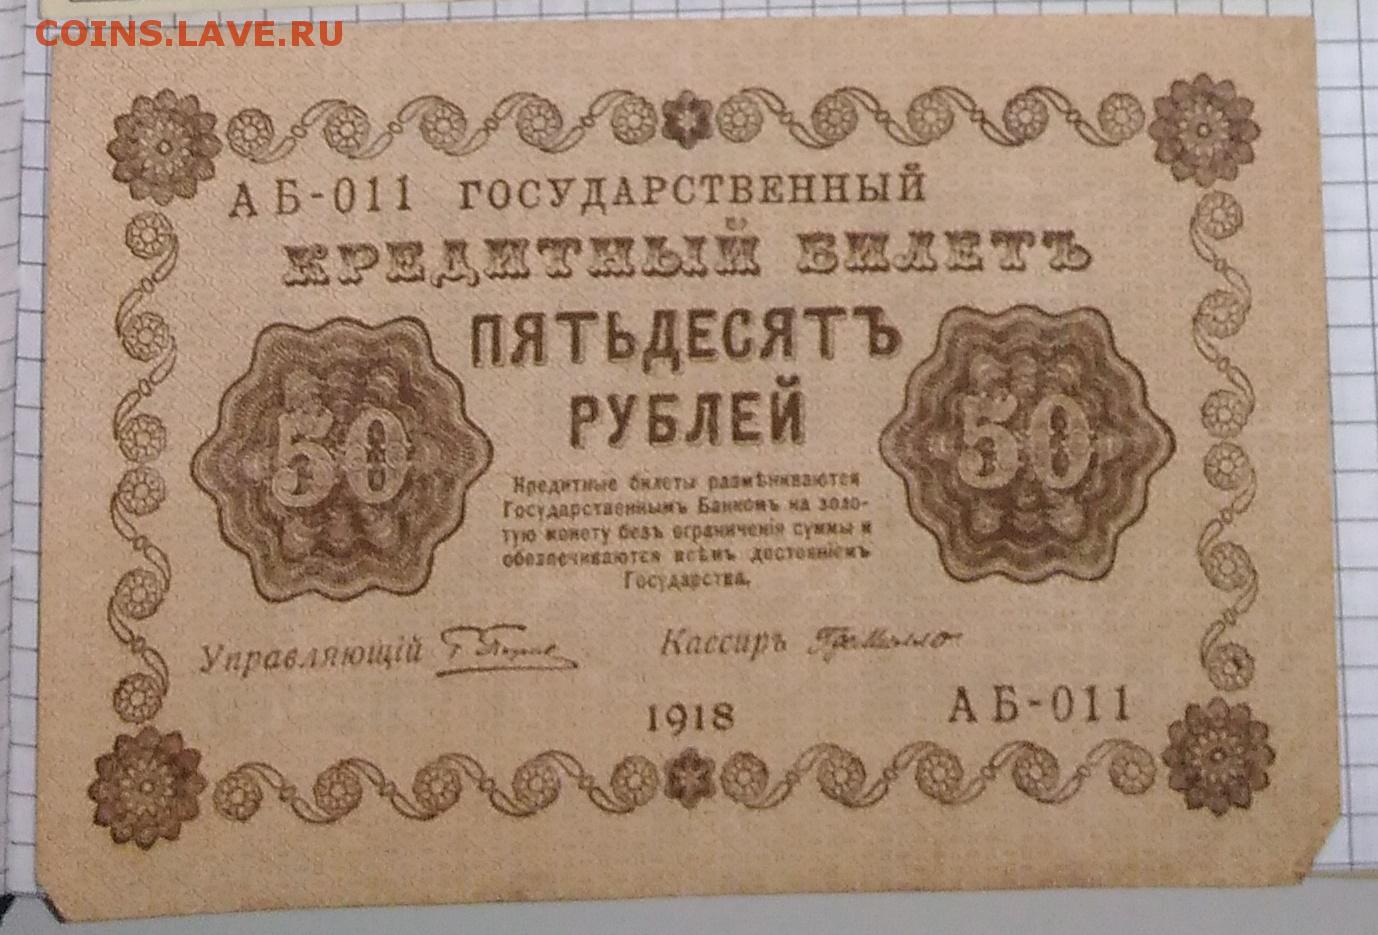 COINS.LAVE.RU
АБ-011 ГОСУДАРСТВЕННЫЙ
КРЕДИТНЫЙ БИЛЕТЪ
ПЯТЬДЕСЯТЪ
РУБЛЕЙ
50 50
Кредитные билеты размѣниваются
Государственнымъ Банкомъ на золо-
тую монету безъ ограниченія суммы и
обезпечиваются всѣмъ достояніемъ
Государства.
Управляющій Кассиръ
1918 АБ-011